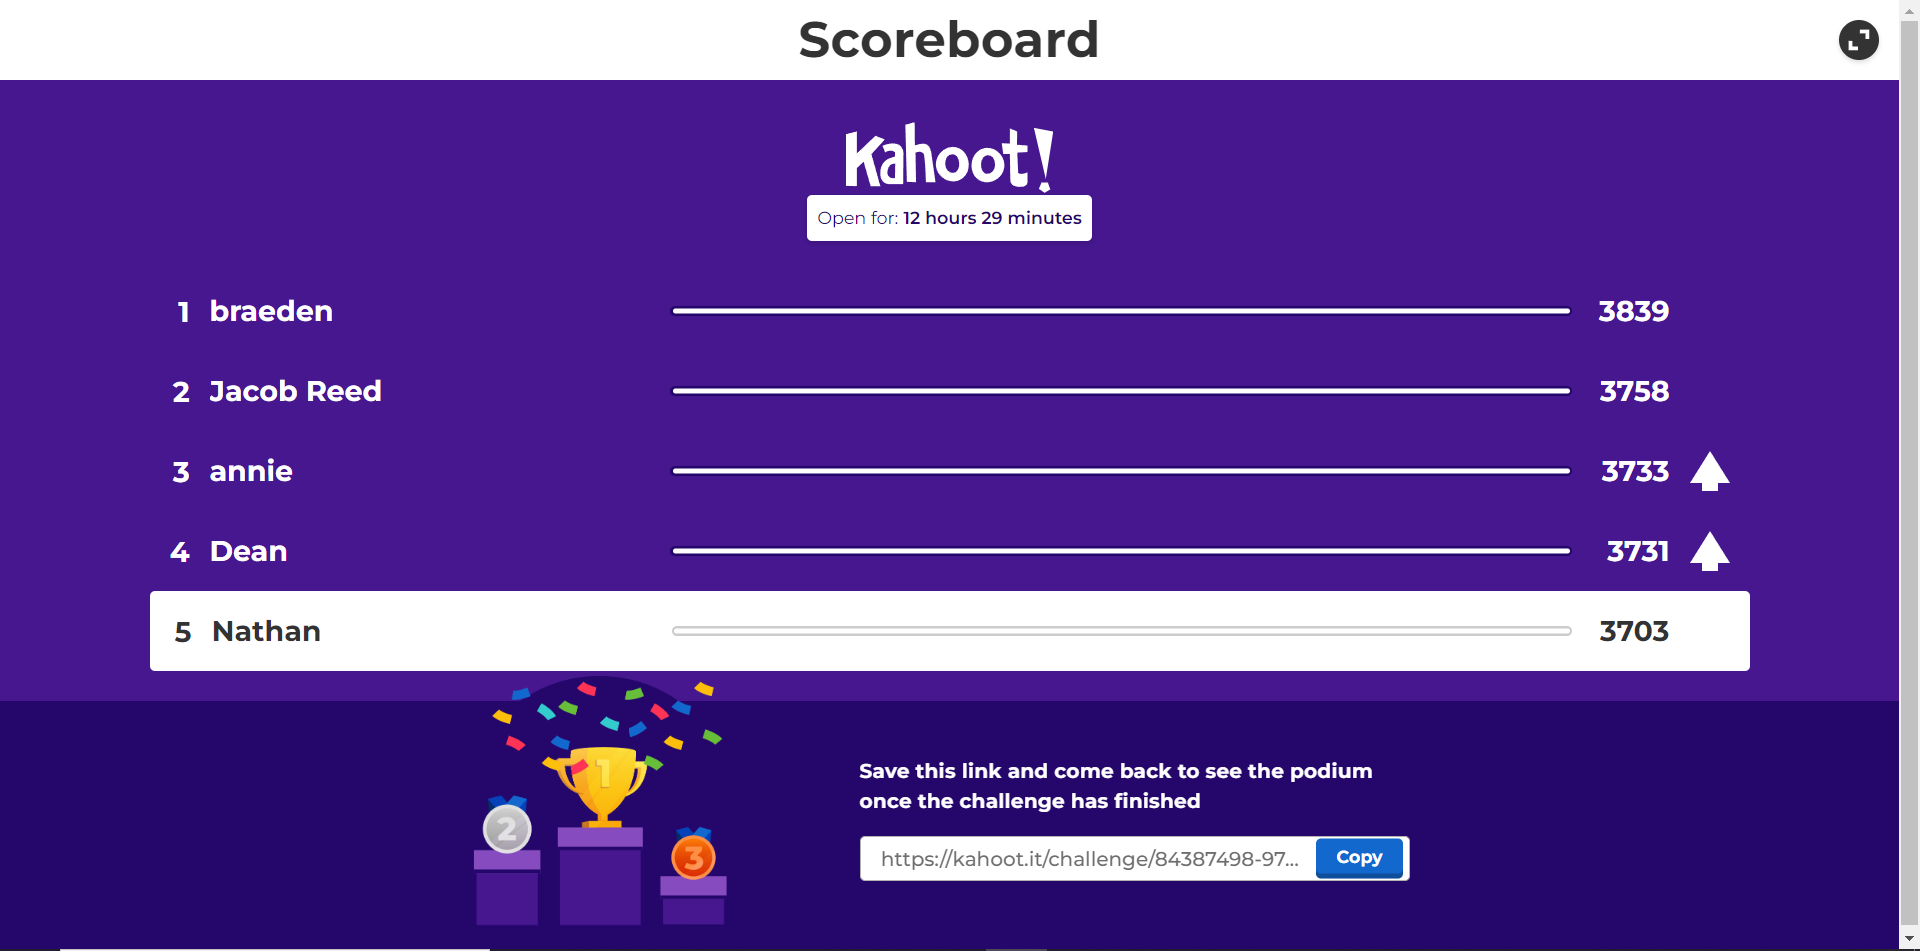 Scoreboard
Kahoot!
Open for: 12 hours 29 minutes
1 braeden 3839
2 Jacob Reed 3758
3 annie 3733
4 Dean 3731
5 Nathan 3703
1
2
3
Save this link and come back to see the podium
once the challenge has finished
https://kahoot.it/challenge/84387498-97... Copy